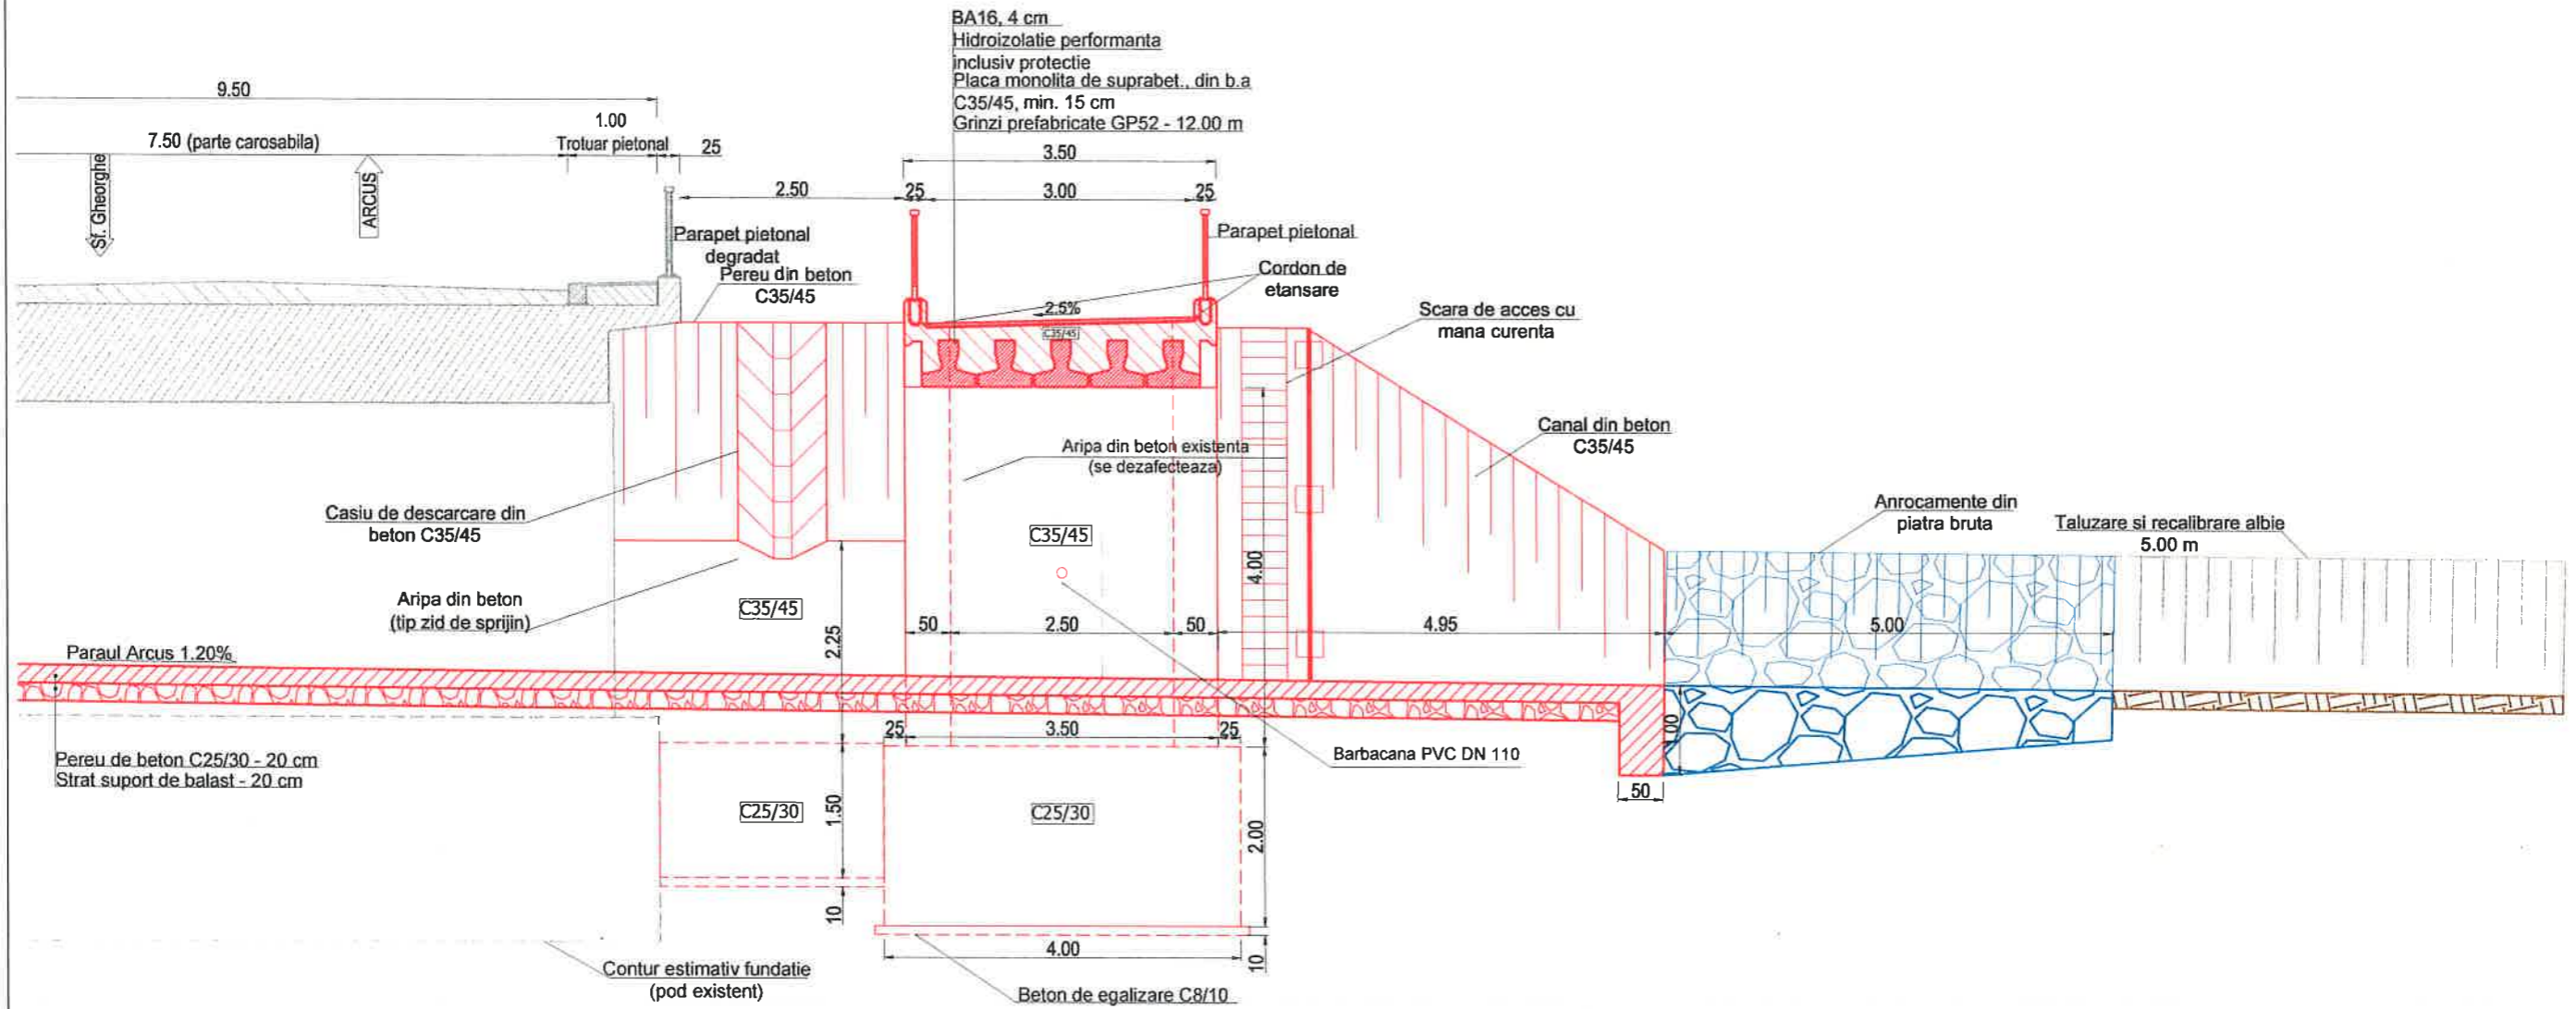 BA16, 4 cm
Hidroizolatie performanta
inclusiv protectie
Placa monolita de suprabet., din b.a
C35/45, min. 15 cm
Grinzi prefabricate GP52 - 12.00 m
9.50
1.00
7.50 (parte carosabila)
Trotuar pietonal
25
3.50
2.50
25
3.00
25
Sf. Gheorghe
ARCUS
Parapet pietonal
degradat
Parapet pietonal
Pereu din beton
C35/45
Cordon de
etansare
2.5%
C35/45
Scara de acces cu
mana curenta
Canal din beton
C35/45
Aripa din beton existenta
(se dezafecteaza)
Casiu de descarcare din
beton C35/45
Anrocamente din
piatra bruta
Taluzare si recalibrare albie
5.00 m
C35/45
4.00
Aripa din beton
(tip zid de sprijin)
C35/45
2.25
50
2.50
50
4.95
5.00
Paraul Arcus 1.20%
25
3.50
25
1.00
Pereu de beton C25/30 - 20 cm
Strat suport de balast - 20 cm
Barbacana PVC DN 110
50
C25/30
1.50
C25/30
2.00
10
4.00
10
Contur estimativ fundatie
(pod existent)
Beton de egalizare C8/10